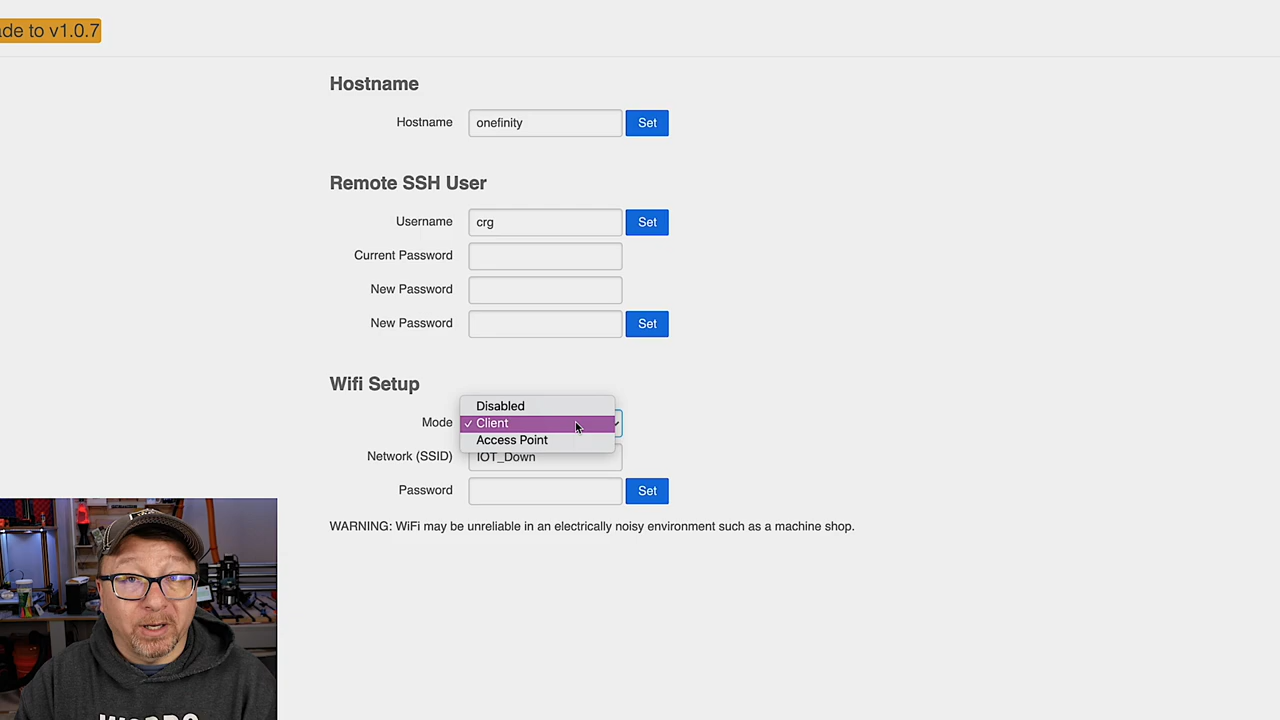 ade to v1.0.7
Hostname
Hostname onefinity Set
Remote SSH User
Username crg Set
Current Password
New Password
New Password Set
Wifi Setup
Disabled
Mode ✓ Client
Access Point
Network (SSID) IOT_Down
Password Set
WARNING: WiFi may be unreliable in an electrically noisy environment such as a machine shop.